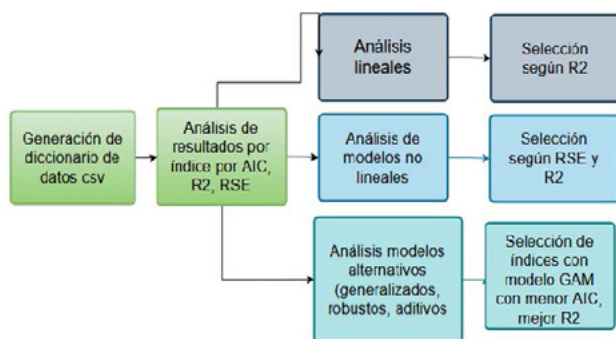 Generación de
diccionario de
datos csv
Análisis de
resultados por
índice por AIC,
R2, RSE
Análisis
lineales
Selección
según R2
Análisis de
modelos no
lineales
Selección
según RSE y
R2
Análisis modelos
alternativos
(generalizados,
robustos, aditivos
Selección de
índices con
modelo GAM
con menor AIC,
mejor R2